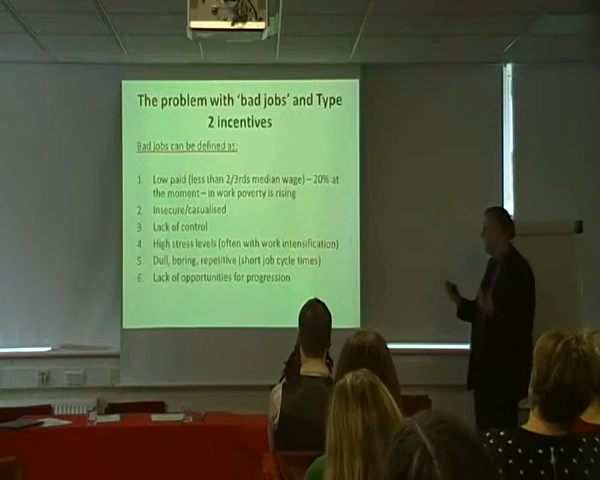 The problem with 'bad jobs' and Type
2 incentives
Bad jobs can be defined as:
1. Low paid (less than 2/3rds median wage) – 20% at
the moment – in work poverty is rising
2. Insecure/casualised
3. Lack of control
4. High stress levels (often with work intensification)
5. Dull, boring, repetitive (short job cycle times)
6. Lack of opportunities for progression